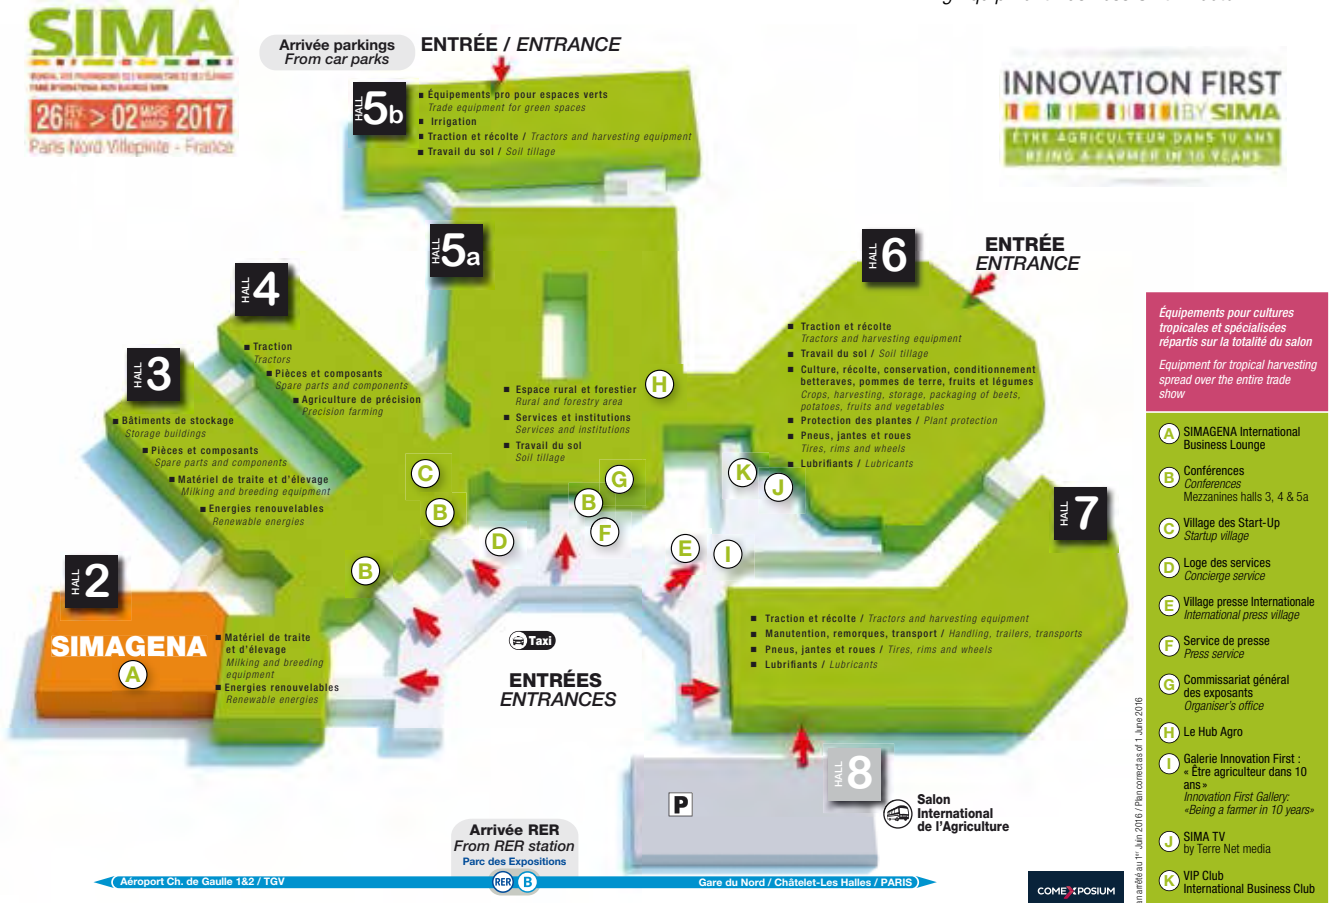 SIMA
26 > 02 2017
Paris Nord Villepinte - France
Arrivée parkings
From car parks
ENTRÉE / ENTRANCE
INNOVATION FIRST
BY SIMA
ÊTRE AGRICULTEUR DANS 10 ANS
BEING A FARMER IN 10 YEARS
HALL 5b
Équipements pro pour espaces verts
Trade equipment for green spaces
Irrigation
Traction et récolte / Tractors and harvesting equipment
Travail du sol / Soil tillage
HALL 5a
Espace rural et forestier
Rural and forestry area
Services et institutions
Services and institutions
Travail du sol
Soil tillage
HALL 6
ENTRÉE
ENTRANCE
Traction et récolte
Tractors and harvesting equipment
Travail du sol / Soil tillage
Culture, récolte, conservation, conditionnement
betteraves, pommes de terre, fruits et légumes
Crops, harvesting, storage, packaging of beets,
potatoes, fruits and vegetables
Protection des plantes / Plant protection
Pneus, jantes et roues
Tires, rims and wheels
Lubrifiants / Lubricants
HALL 4
Traction
Tractors
Pièces et composants
Spare parts and components
Agriculture de précision
Precision farming
HALL 3
Bâtiments de stockage
Storage buildings
Pièces et composants
Spare parts and components
Matériel de traite et d'élevage
Milking and breeding equipment
Energies renouvelables
Renewable energies
HALL 2
SIMAGENA
A
Matériel de traite
et d'élevage
Milking and breeding
equipment
Energies renouvelables
Renewable energies
H
C
B
G
B
F
D
B
K
J
E
I
HALL 7
Traction et récolte / Tractors and harvesting equipment
Manutention, remorques, transport / Handling, trailers, transports
Pneus, jantes et roues / Tires, rims and wheels
Lubrifiants / Lubricants
Taxi
ENTRÉES
ENTRANCES
HALL 8
P
Salon
International
de l'Agriculture
Arrivée RER
From RER station
Parc des Expositions
Aéroport Ch. de Gaulle 1&2 / TGV
RER B
Gare du Nord / Châtelet-Les Halles / PARIS
COMEXPOSIUM
arrêté au 1er Juin 2016 / Plan correct as of 1 June 2016
Équipements pour cultures
tropicales et spécialisées
répartis sur la totalité du salon
Equipment for tropical harvesting
spread over the entire trade
show
A SIMAGENA International
Business Lounge
B Conférences
Conferences
Mezzanines halls 3, 4 & 5a
C Village des Start-Up
Startup village
D Loge des services
Concierge service
E Village presse Internationale
International press village
F Service de presse
Press service
G Commissariat général
des exposants
Organiser's office
H Le Hub Agro
I Galerie Innovation First :
« Être agriculteur dans 10
ans »
Innovation First Gallery:
«Being a farmer in 10 years»
J SIMA TV
by Terre Net media
K VIP Club
International Business Club